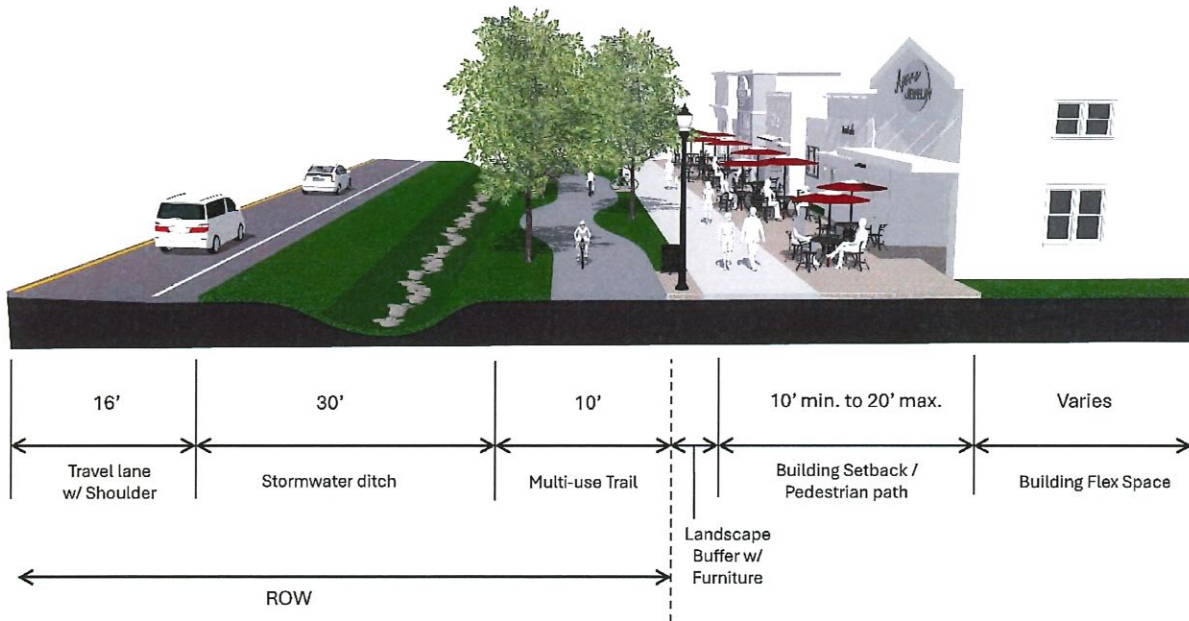 JEWELRY
16'
30'
10'
10' min. to 20' max.
Varies
Travel lane
w/ Shoulder
Stormwater ditch
Multi-use Trail
Building Setback /
Pedestrian path
Building Flex Space
Landscape
Buffer w/
Furniture
ROW